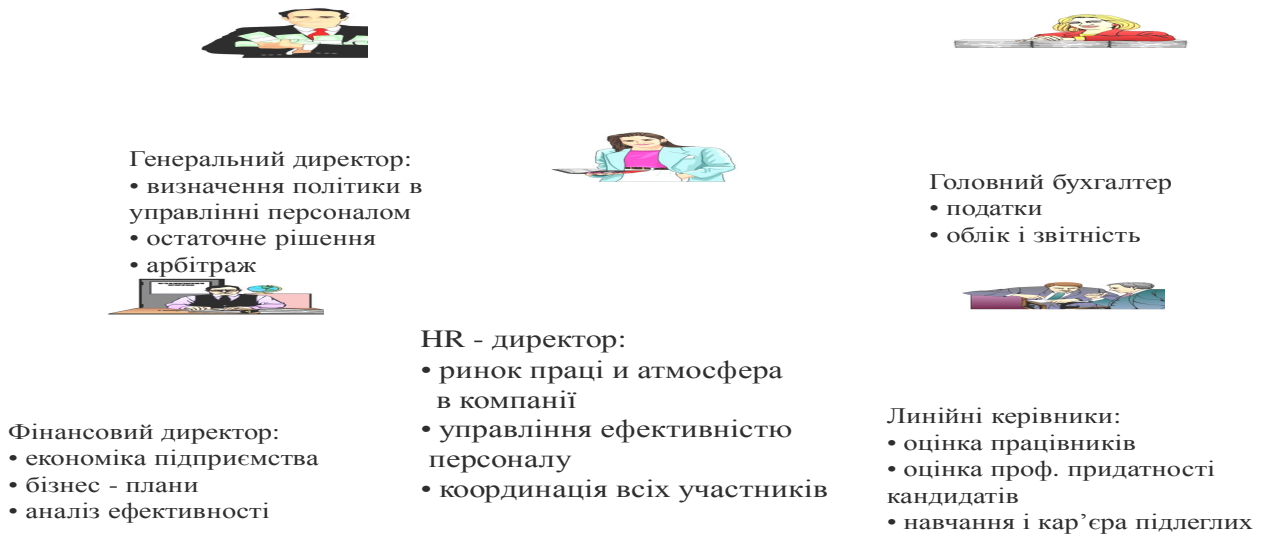 Генеральний директор:
• визначення політики в
управлінні персоналом
• остаточне рішення
• арбітраж
Головний бухгалтер
• податки
• облік і звітність
HR - директор:
• ринок праці и атмосфера
в компанії
• управління ефективністю
персоналу
• координація всіх участників
Фінансовий директор:
• економіка підприємства
• бізнес - плани
• аналіз ефективності
Линійні керівники:
• оцінка працівників
• оцінка проф. придатності
кандидатів
• навчання і кар’єра підлеглих